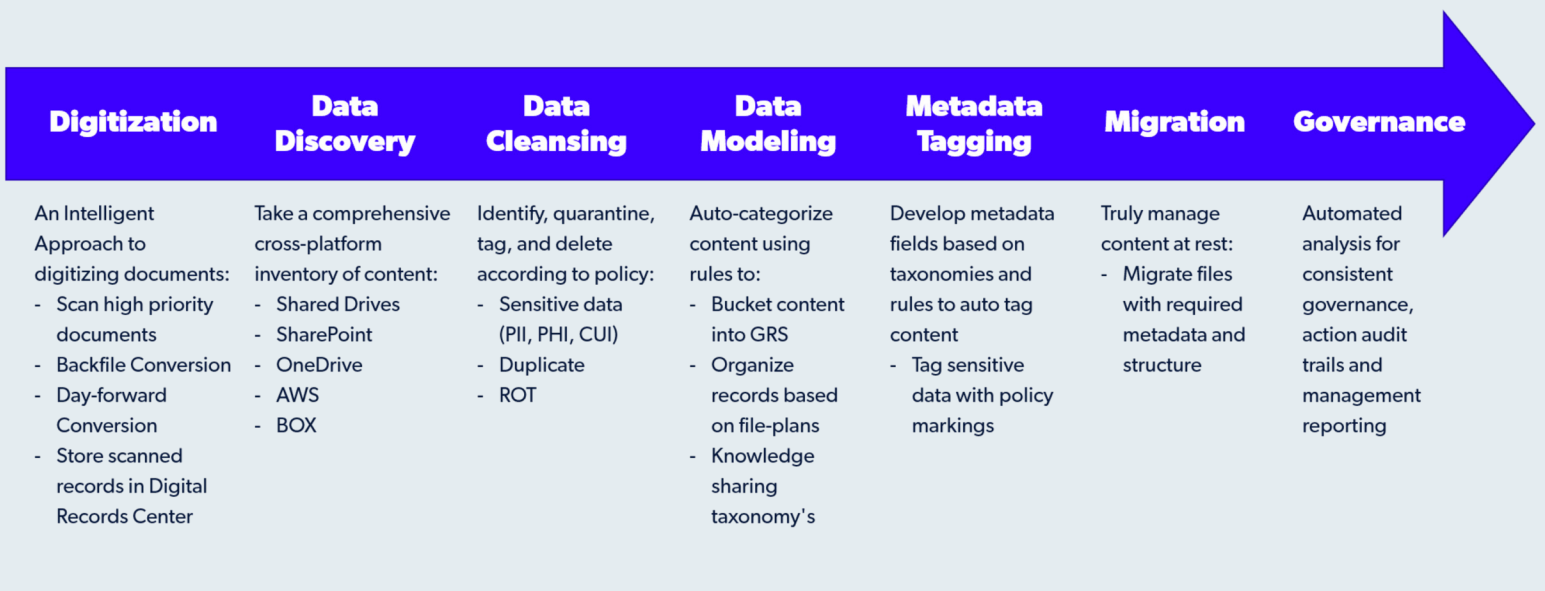 Digitization
Data
Discovery
Data
Cleansing
Data
Modeling
Metadata
Tagging
Migration
Governance
An Intelligent
Approach to
digitizing documents:
- Scan high priority
documents
- Backfile Conversion
- Day-forward
Conversion
- Store scanned
records in Digital
Records Center
Take a comprehensive
cross-platform
inventory of content:
- Shared Drives
- SharePoint
- OneDrive
- AWS
- BOX
Identify, quarantine,
tag, and delete
according to policy:
- Sensitive data
(PII, PHI, CUI)
- Duplicate
- ROT
Auto-categorize
content using
rules to:
- Bucket content
into GRS
- Organize
records based
on file-plans
- Knowledge
sharing
taxonomy's
Develop metadata
fields based on
taxonomies and
rules to auto tag
content
- Tag sensitive
data with policy
markings
Truly manage
content at rest:
- Migrate files
with required
metadata and
structure
Automated
analysis for
consistent
governance,
action audit
trails and
management
reporting